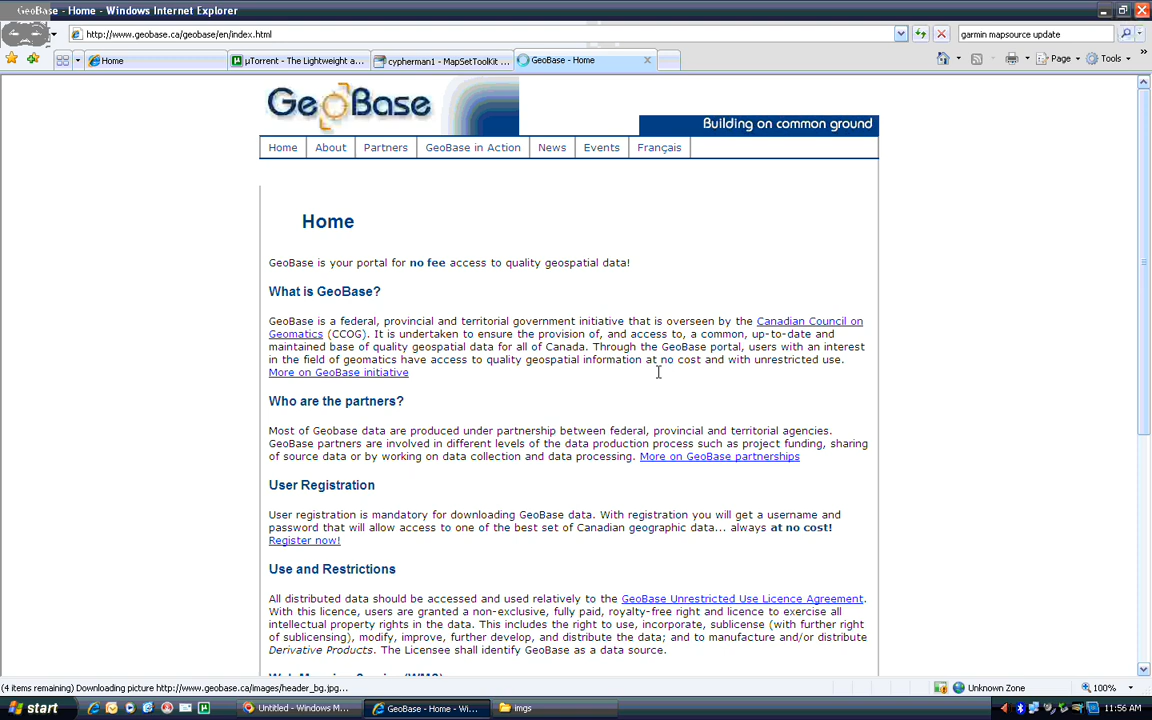 GeoBase - Home - Windows Internet Explorer
http://www.geobase.ca/geobase/en/index.html
garmin mapsource update
Home
µTorrent - The Lightweight a...
cypherman1 - MapSetToolKit ...
GeoBase - Home
Page
Tools
GeoBase
Building on common ground
Home
About
Partners
GeoBase in Action
News
Events
Français
Home
GeoBase is your portal for no fee access to quality geospatial data!
What is GeoBase?
GeoBase is a federal, provincial and territorial government initiative that is overseen by the Canadian Council on
Geomatics (CCOG). It is undertaken to ensure the provision of, and access to, a common, up-to-date and
maintained base of quality geospatial data for all of Canada. Through the GeoBase portal, users with an interest
in the field of geomatics have access to quality geospatial information at no cost and with unrestricted use.
More on GeoBase initiative
Who are the partners?
Most of Geobase data are produced under partnership between federal, provincial and territorial agencies.
GeoBase partners are involved in different levels of the data production process such as project funding, sharing
of source data or by working on data collection and data processing. More on GeoBase partnerships
User Registration
User registration is mandatory for downloading GeoBase data. With registration you will get a username and
password that will allow access to one of the best set of Canadian geographic data... always at no cost!
Register now!
Use and Restrictions
All distributed data should be accessed and used relatively to the GeoBase Unrestricted Use Licence Agreement.
With this licence, users are granted a non-exclusive, fully paid, royalty-free right and licence to exercise all
intellectual property rights in the data. This includes the right to use, incorporate, sublicense (with further right
of sublicensing), modify, improve, further develop, and distribute the data; and to manufacture and/or distribute
Derivative Products. The Licensee shall identify GeoBase as a data source.
Web Mapping Service (WMS)
(4 items remaining) Downloading picture http://www.geobase.ca/images/header_bg.jpg...
Unknown Zone
100%
start
Untitled - Windows M...
GeoBase - Home - Wi...
imgs
11:56 AM